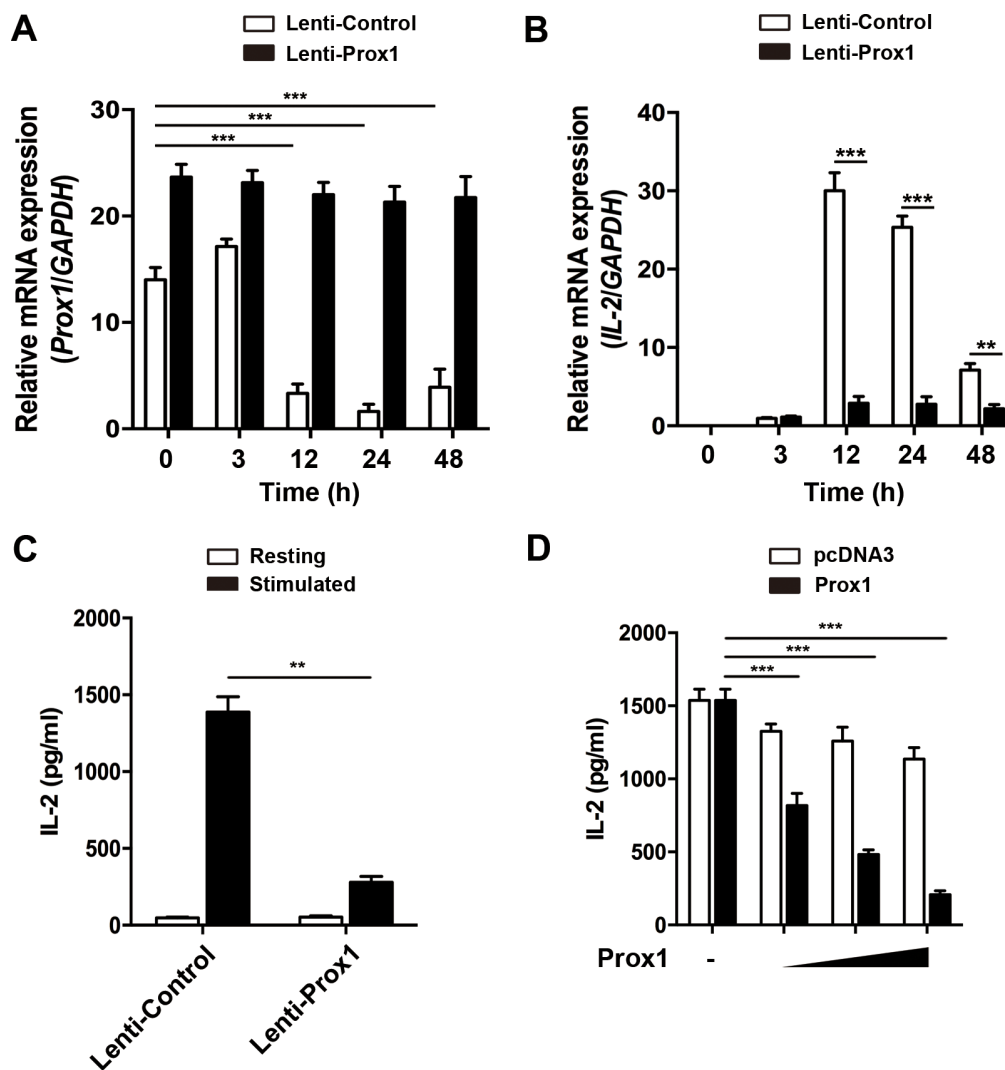 A
Lenti-Control
Lenti-Prox1
Relative mRNA expression
(Prox1/GAPDH)
30
20
10
0
***
***
***
0 3 12 24 48
Time (h)
B
Lenti-Control
Lenti-Prox1
Relative mRNA expression
(IL-2/GAPDH)
40
30
20
10
0
***
***
**
0 3 12 24 48
Time (h)
C
Resting
Stimulated
IL-2 (pg/ml)
2000
1500
1000
500
0
**
Lenti-Control
Lenti-Prox1
D
pcDNA3
Prox1
IL-2 (pg/ml)
2000
1500
1000
500
0
***
***
***
Prox1 -